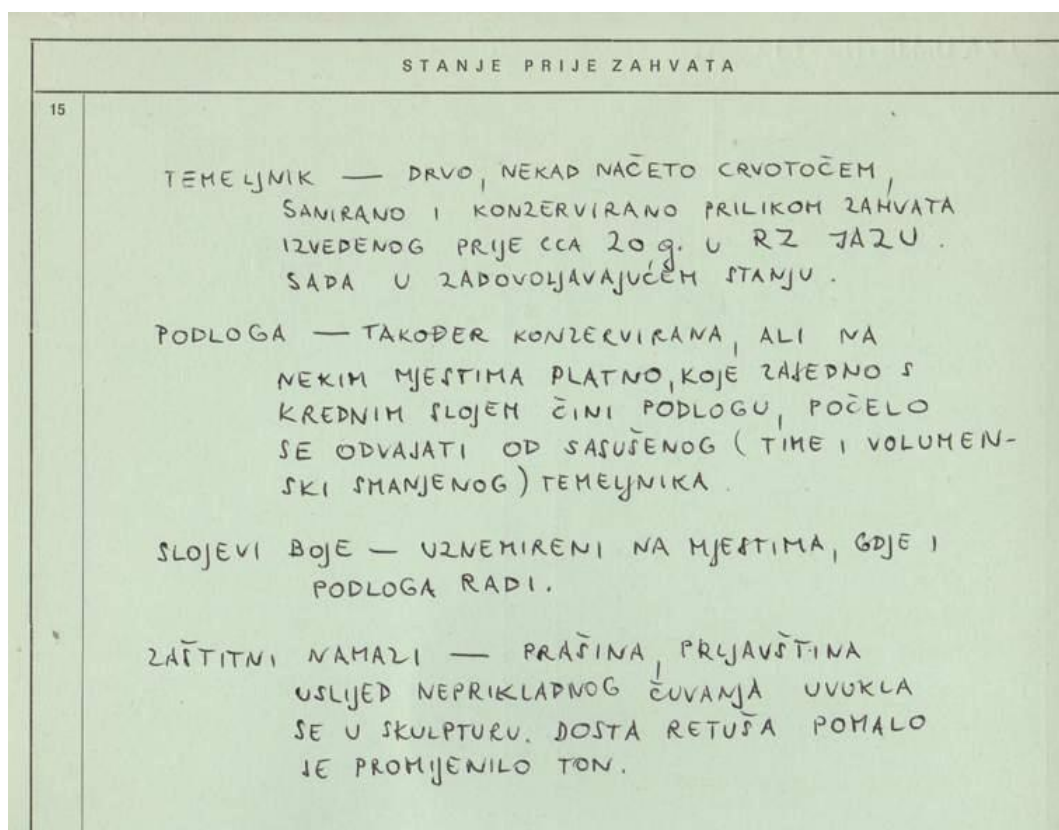 STANJE PRIJE ZAHVATA
15
TEMELJNIK — DRVO, NEKAD NAČETO CRVOTOČEM,
SANIRANO I KONZERVIRANO PRILIKOM ZAHVATA
IZVEDENOG PRIJE CCA 20 g. U RZ JAZU.
SADA U ZADOVOLJAVAJUĆEM STANJU.
PODLOGA — TAKOĐER KONZERVIRANA, ALI NA
NEKIM MJESTIMA PLATNO, KOJE ZAJEDNO S
KREDNIM SLOJEM ČINI PODLOGU, POČELO
SE ODVAJATI OD SASUŠENOG (TIME I VOLUMEN-
SKI SMANJENOG) TEMELJNIKA.
SLOJEVI BOJE — UZNEMIRENI NA MJESTIMA, GDJE I
PODLOGA RADI.
ZAŠTITNI NAMAZI — PRAŠINA, PRLJAVŠTINA
USLIJED NEPRIKLADNOG ČUVANJA UVUKLA
SE U SKULPTURU. DOSTA RETUŠA POMALO
JE PROMIJENILO TON.